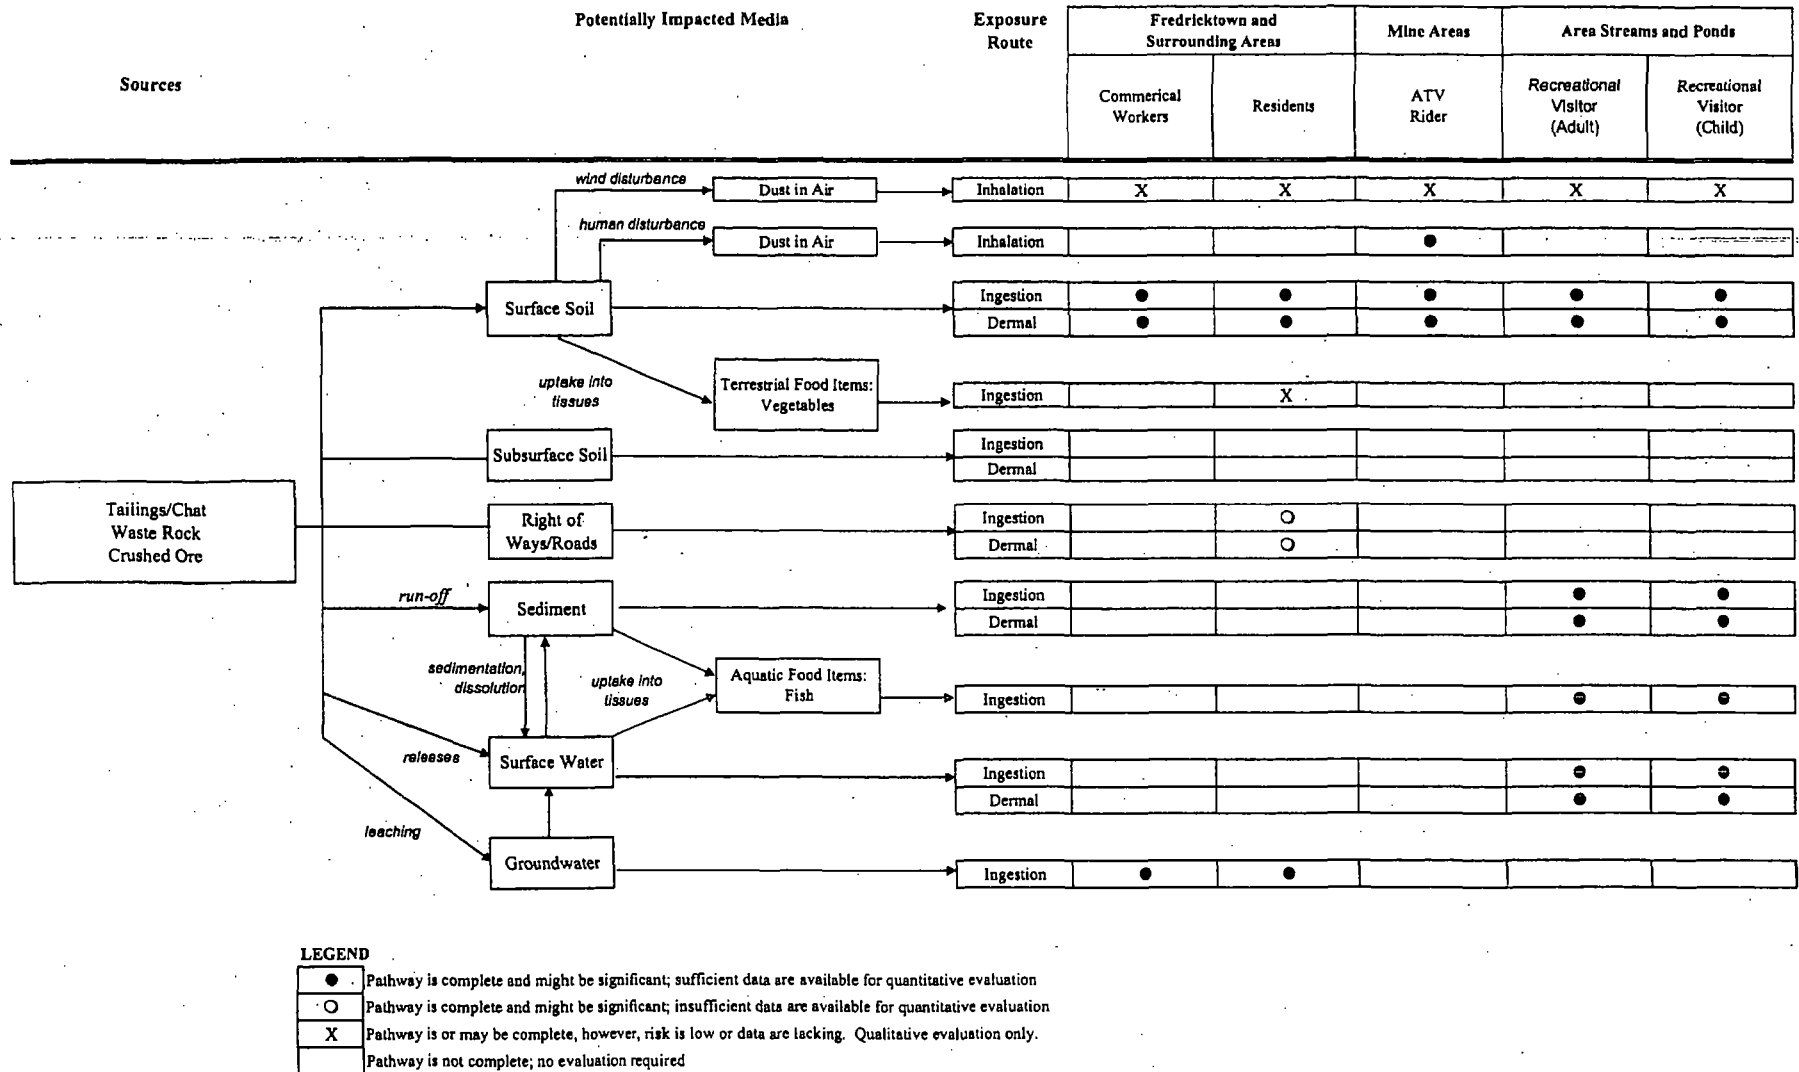 Potentially Impacted Media
Exposure
Route
Fredricktown and
Surrounding Areas
Mine Areas
Area Streams and Ponds
Sources
Commerical
Workers
Residents
ATV
Rider
Recreational
Visitor
(Adult)
Recreational
Visitor
(Child)
wind disturbance
Dust in Air
Inhalation
X
X
X
X
X
human disturbance
Dust in Air
Inhalation
Surface Soil
Ingestion
Dermal
uptake into
tissues
Terrestrial Food Items:
Vegetables
Ingestion
X
Subsurface Soil
Ingestion
Dermal
Tailings/Chat
Waste Rock
Crushed Ore
Right of
Ways/Roads
Ingestion
Dermal
run-off
Sediment
Ingestion
Dermal
sedimentation,
dissolution
uptake into
tissues
Aquatic Food Items:
Fish
Ingestion
releases
Surface Water
Ingestion
Dermal
leaching
Groundwater
Ingestion
LEGEND
Pathway is complete and might be significant; sufficient data are available for quantitative evaluation
Pathway is complete and might be significant; insufficient data are available for quantitative evaluation
X Pathway is or may be complete, however, risk is low or data are lacking. Qualitative evaluation only.
Pathway is not complete; no evaluation required